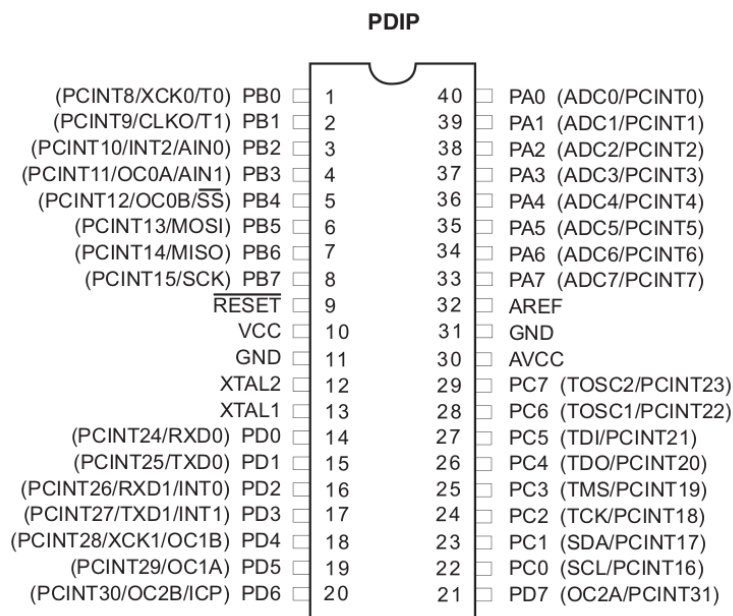 PDIP
(PCINT8/XCK0/T0) PB0 1 40 PA0 (ADC0/PCINT0)
(PCINT9/CLKO/T1) PB1 2 39 PA1 (ADC1/PCINT1)
(PCINT10/INT2/AIN0) PB2 3 38 PA2 (ADC2/PCINT2)
(PCINT11/OC0A/AIN1) PB3 4 37 PA3 (ADC3/PCINT3)
(PCINT12/OC0B/S̅S̅) PB4 5 36 PA4 (ADC4/PCINT4)
(PCINT13/MOSI) PB5 6 35 PA5 (ADC5/PCINT5)
(PCINT14/MISO) PB6 7 34 PA6 (ADC6/PCINT6)
(PCINT15/SCK) PB7 8 33 PA7 (ADC7/PCINT7)
R̅E̅S̅E̅T̅ 9 32 AREF
VCC 10 31 GND
GND 11 30 AVCC
XTAL2 12 29 PC7 (TOSC2/PCINT23)
XTAL1 13 28 PC6 (TOSC1/PCINT22)
(PCINT24/RXD0) PD0 14 27 PC5 (TDI/PCINT21)
(PCINT25/TXD0) PD1 15 26 PC4 (TDO/PCINT20)
(PCINT26/RXD1/INT0) PD2 16 25 PC3 (TMS/PCINT19)
(PCINT27/TXD1/INT1) PD3 17 24 PC2 (TCK/PCINT18)
(PCINT28/XCK1/OC1B) PD4 18 23 PC1 (SDA/PCINT17)
(PCINT29/OC1A) PD5 19 22 PC0 (SCL/PCINT16)
(PCINT30/OC2B/ICP) PD6 20 21 PD7 (OC2A/PCINT31)